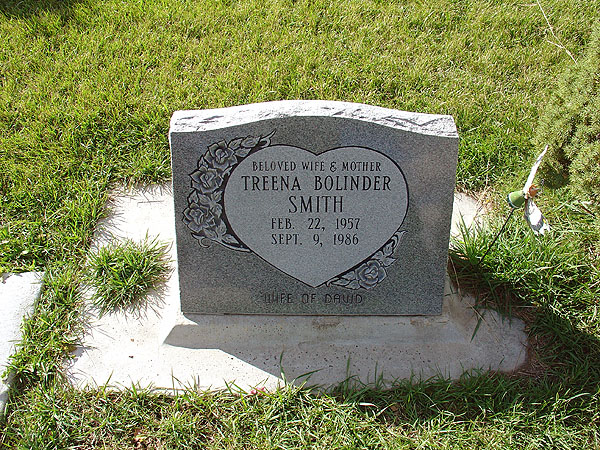 BELOVED WIFE & MOTHER
TREENA BOLINDER
SMITH
FEB. 22, 1957
SEPT. 9, 1986
WIFE OF DAVID